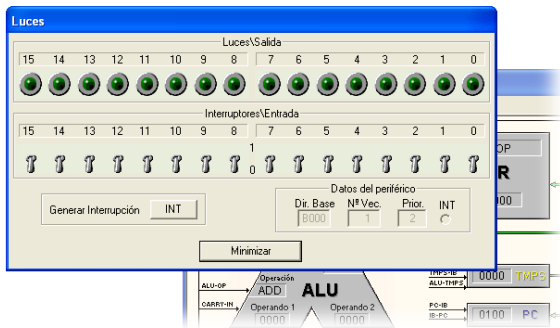 Luces
Luces\Salida
15 14 13 12 11 10 9 8 7 6 5 4 3 2 1 0
Interruptores\Entrada
15 14 13 12 11 10 9 8 7 6 5 4 3 2 1 0
1
0
Datos del periférico
Generar Interrupción INT
Dir. Base Nº Vec. Prior. INT
B000 1 2
Minimizar
OP
R
00
ALU-OP
CARRY-IN
Operación
ADD
ALU
Operando 1 Operando 2
0000 0000
TMPS-IB
ALU-TMPS
0000 TMPS
PC-IB
IB-PC
0100 PC